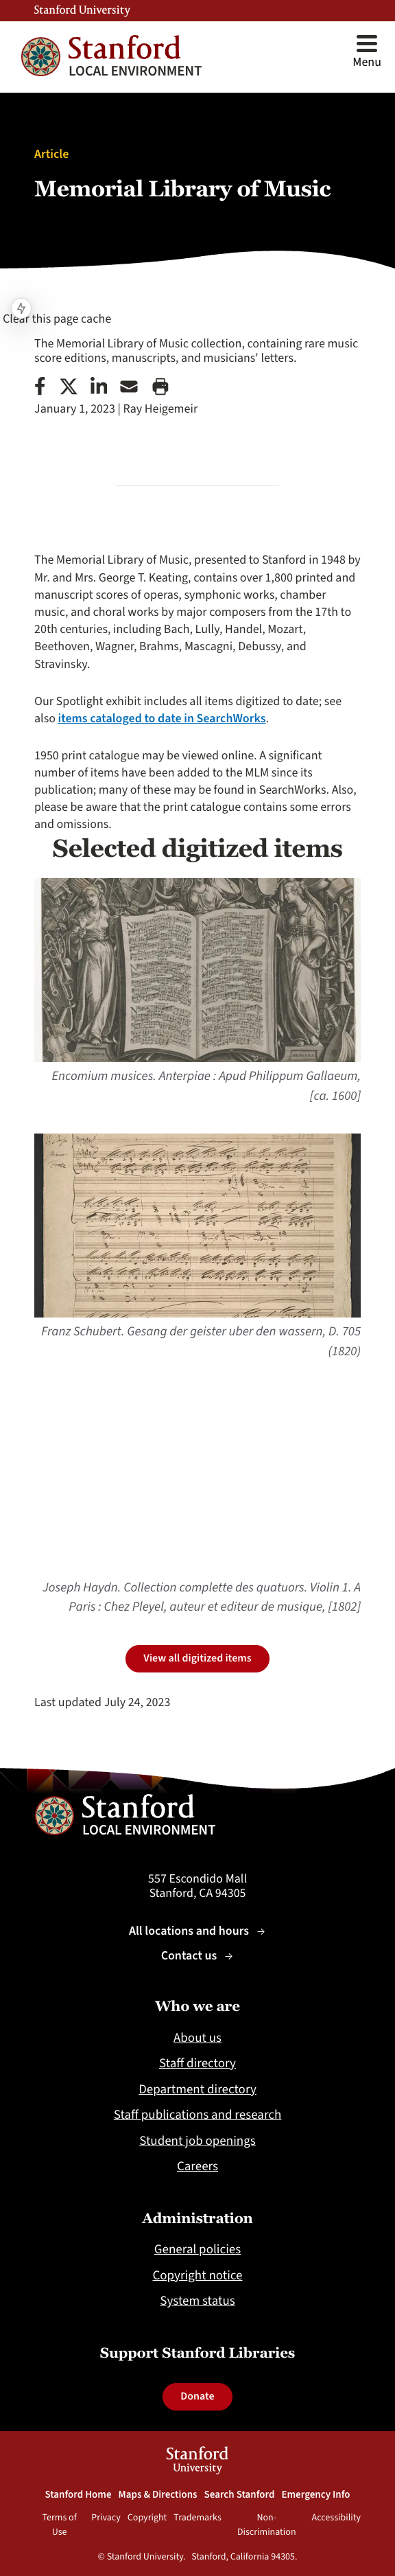 Stanford University
Stanford
LOCAL ENVIRONMENT
Menu
Article
Memorial Library of Music
Clear this page cache
The Memorial Library of Music collection, containing rare music
score editions, manuscripts, and musicians' letters.
January 1, 2023 | Ray Heigemeir
The Memorial Library of Music, presented to Stanford in 1948 by
Mr. and Mrs. George T. Keating, contains over 1,800 printed and
manuscript scores of operas, symphonic works, chamber
music, and choral works by major composers from the 17th to
20th centuries, including Bach, Lully, Handel, Mozart,
Beethoven, Wagner, Brahms, Mascagni, Debussy, and
Stravinsky.
Our Spotlight exhibit includes all items digitized to date; see
also items cataloged to date in SearchWorks.
1950 print catalogue may be viewed online. A significant
number of items have been added to the MLM since its
publication; many of these may be found in SearchWorks. Also,
please be aware that the print catalogue contains some errors
and omissions.
Selected digitized items
Encomium musices. Anterpiae : Apud Philippum Gallaeum,
[ca. 1600]
Franz Schubert. Gesang der geister uber den wassern, D. 705
(1820)
Joseph Haydn. Collection complette des quatuors. Violin 1. A
Paris : Chez Pleyel, auteur et editeur de musique, [1802]
View all digitized items
Last updated July 24, 2023
Stanford
LOCAL ENVIRONMENT
557 Escondido Mall
Stanford, CA 94305
All locations and hours →
Contact us →
Who we are
About us
Staff directory
Department directory
Staff publications and research
Student job openings
Careers
Administration
General policies
Copyright notice
System status
Support Stanford Libraries
Donate
Stanford
University
Stanford Home Maps & Directions Search Stanford Emergency Info
Terms of Use Privacy Copyright Trademarks Non-Discrimination Accessibility
© Stanford University. Stanford, California 94305.